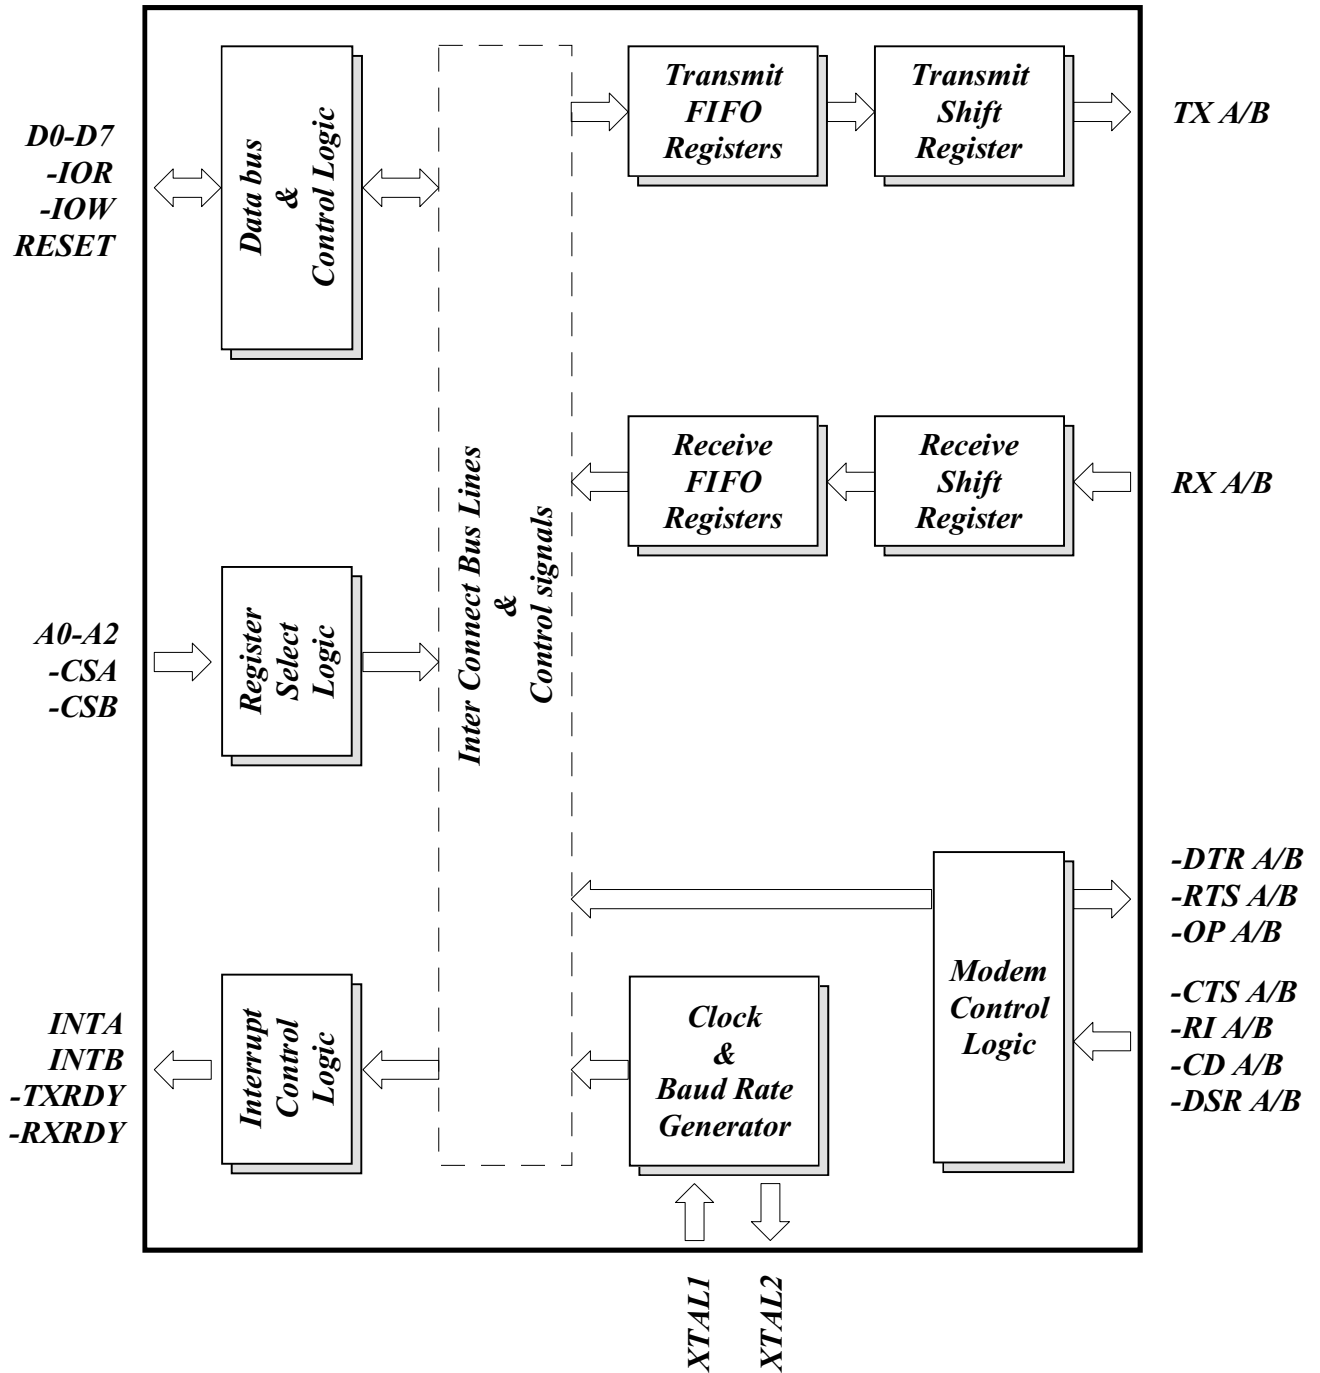 D0-D7
-IOR
-IOW
RESET
Data bus
&
Control Logic
Transmit
FIFO
Registers
Transmit
Shift
Register
TX A/B
Inter Connect Bus Lines
&
Control signals
Receive
FIFO
Registers
Receive
Shift
Register
RX A/B
A0-A2
-CSA
-CSB
Register
Select
Logic
-DTR A/B
-RTS A/B
-OP A/B
Modem
Control
Logic
-CTS A/B
-RI A/B
-CD A/B
-DSR A/B
INTA
INTB
-TXRDY
-RXRDY
Interrupt
Control
Logic
Clock
&
Baud Rate
Generator
XTAL1
XTAL2